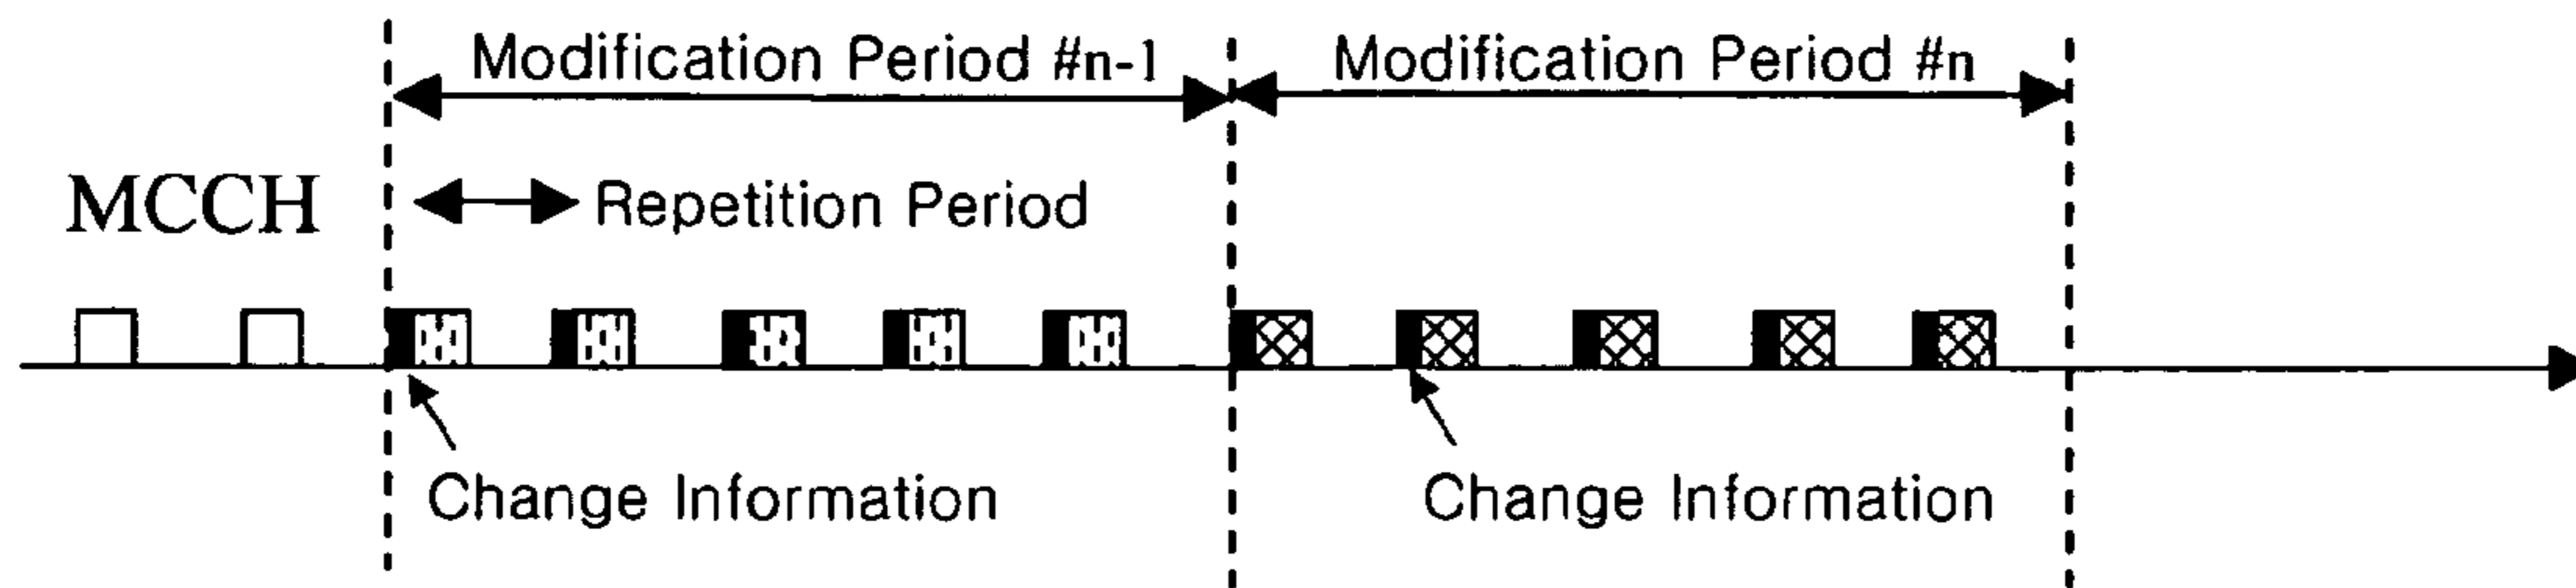 Modification Period #n-1
Modification Period #n
MCCH
Repetition Period
Change Information
Change Information